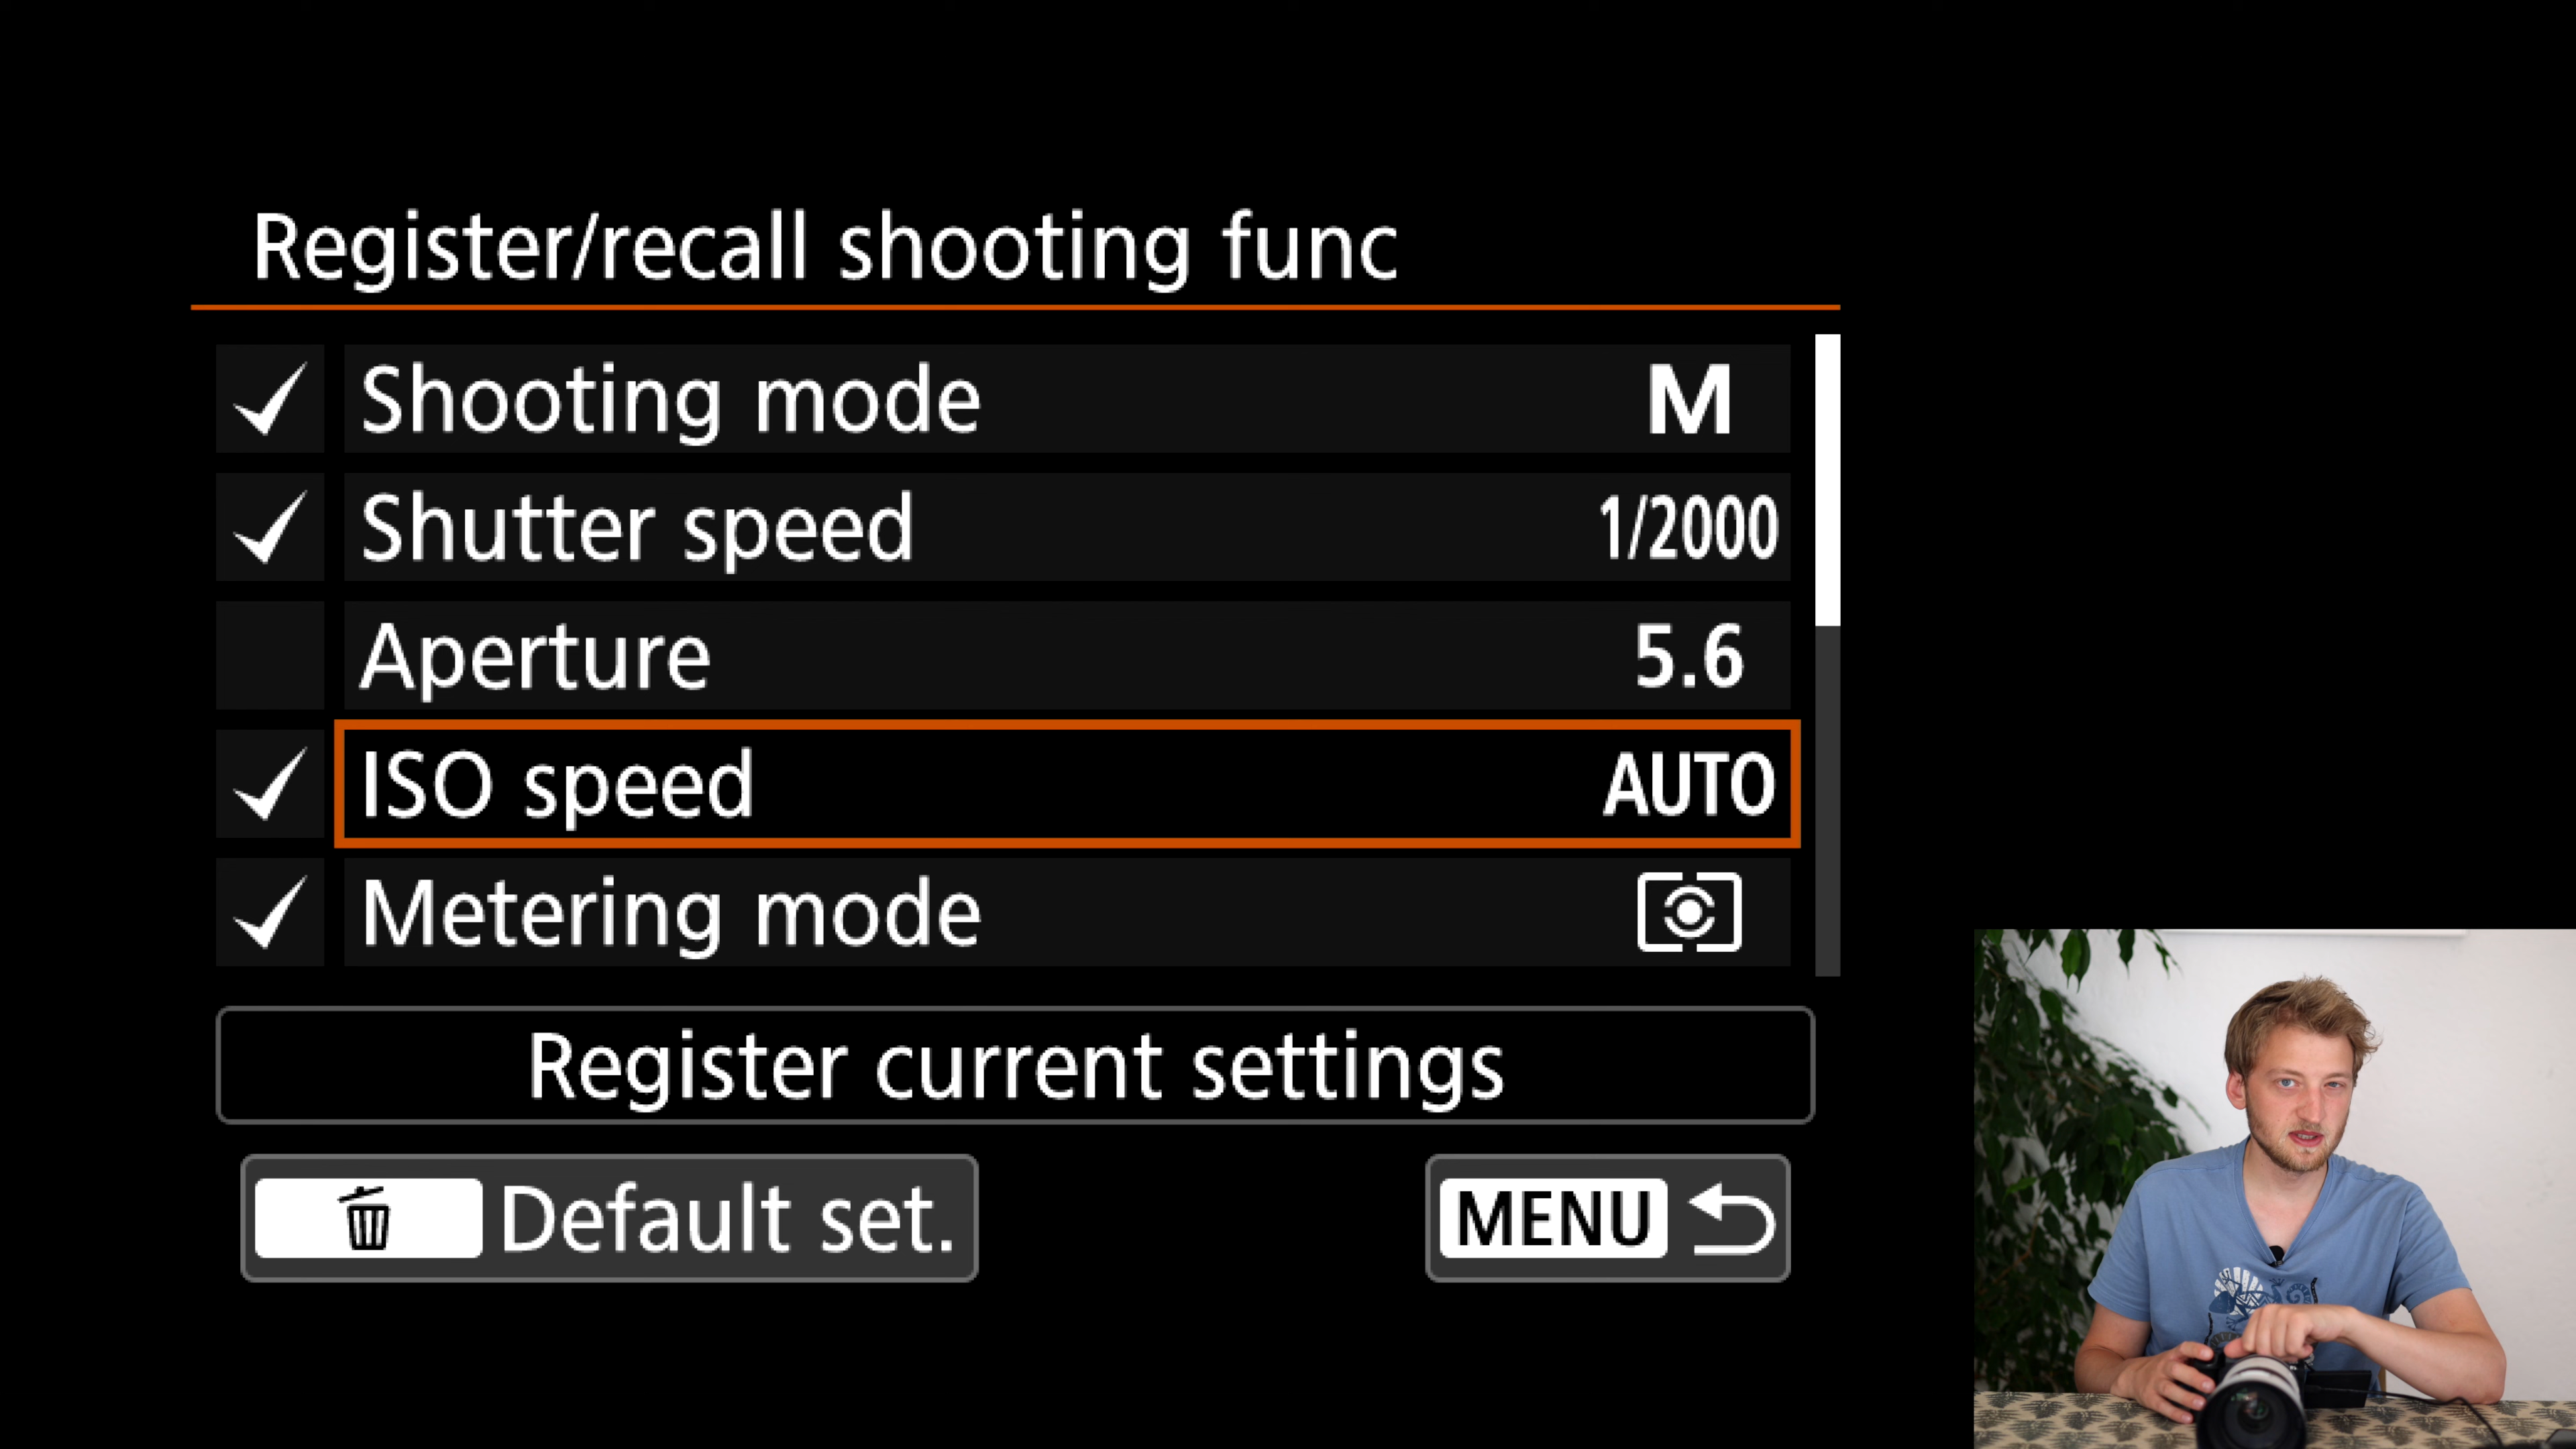 Register/recall shooting func
Shooting mode M
Shutter speed 1/2000
Aperture 5.6
ISO speed AUTO
Metering mode
Register current settings
Default set.
MENU